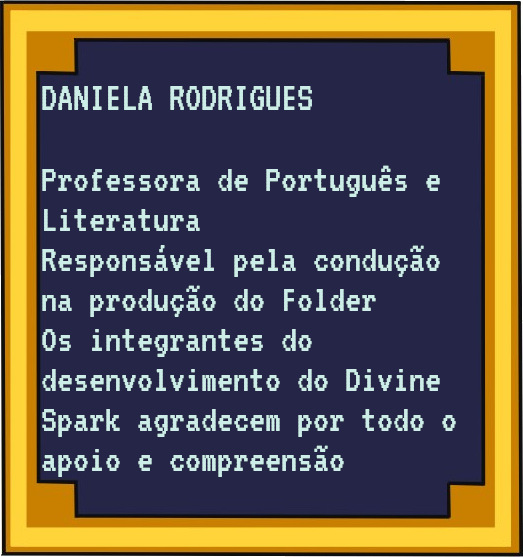 DANIELA RODRIGUES
Professora de Português e
Literatura
Responsável pela condução
na produção do Folder
Os integrantes do
desenvolvimento do Divine
Spark agradecem por todo o
apoio e compreensão